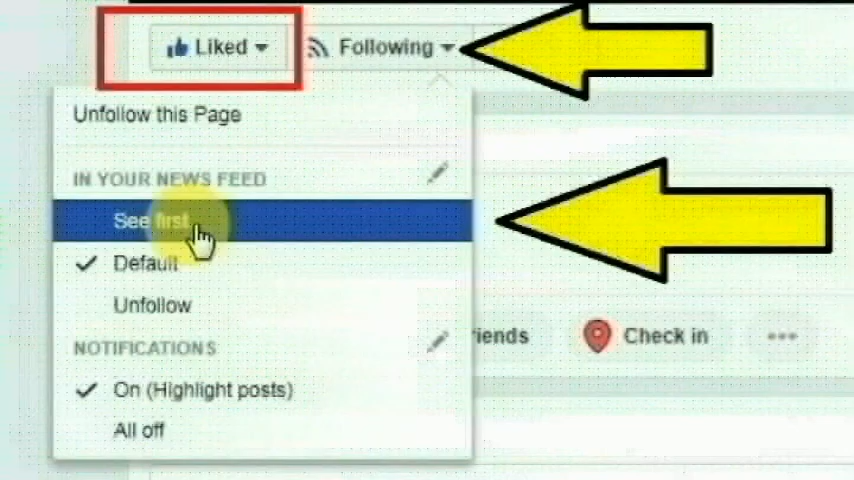 Liked Following
Unfollow this Page
IN YOUR NEWS FEED
See first
Default
Unfollow
riends Check in
NOTIFICATIONS
On (Highlight posts)
All off